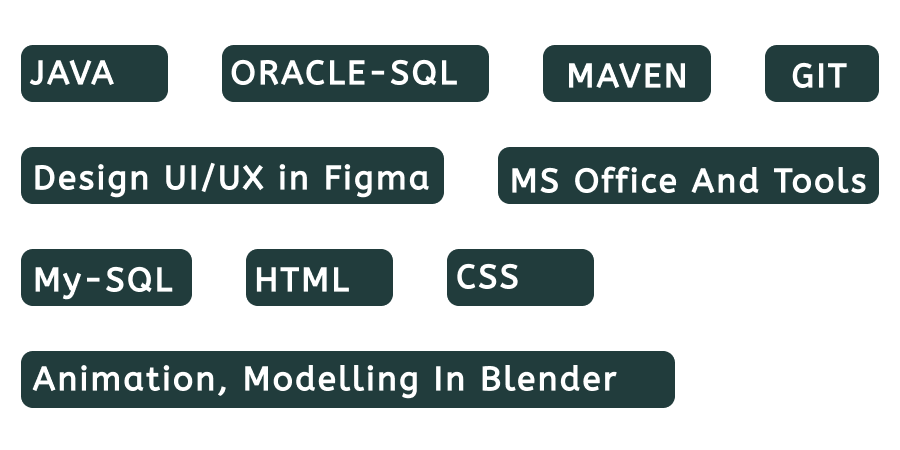 JAVA ORACLE-SQL MAVEN GIT
Design UI/UX in Figma MS Office And Tools
My-SQL HTML CSS
Animation, Modelling In Blender